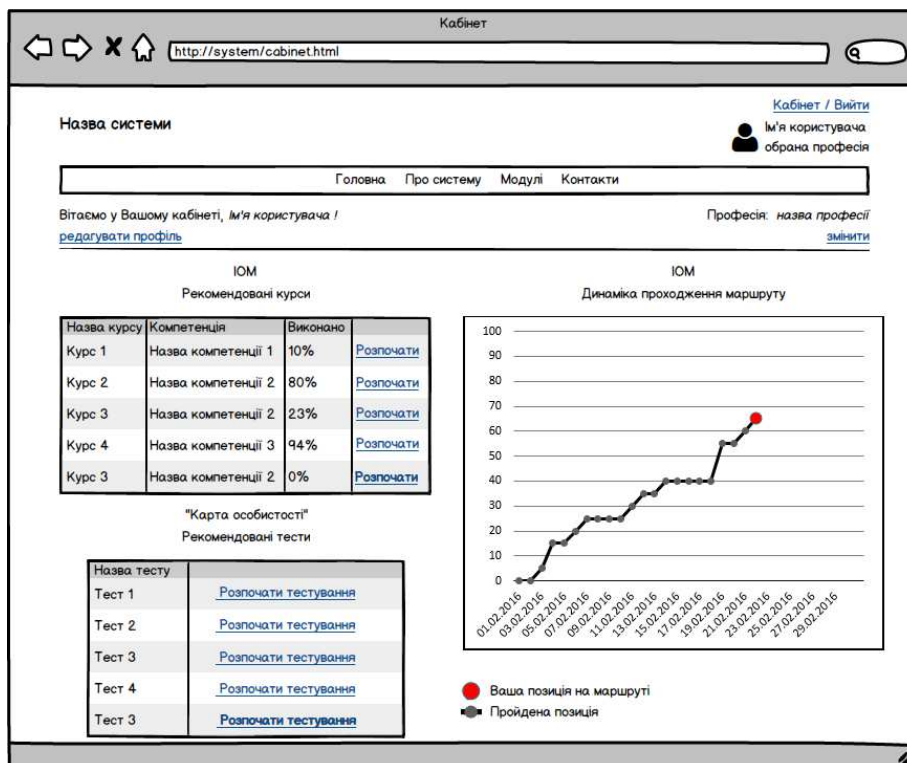 Кабінет
http://system/cabinet.html
Кабінет / Вийти
Назва системи
Ім'я користувача
обрана професія
Головна Про систему Модулі Контакти
Вітаємо у Вашому кабінеті, Ім'я користувача !
Професія: назва професії
редагувати профіль
змінити
ІОМ
Рекомендовані курси
Назва курсу Компетенція Виконано
Курс 1 Назва компетенції 1 10% Розпочати
Курс 2 Назва компетенції 2 80% Розпочати
Курс 3 Назва компетенції 2 23% Розпочати
Курс 4 Назва компетенції 3 94% Розпочати
Курс 3 Назва компетенції 2 0% Розпочати
"Карта особистості"
Рекомендовані тести
Назва тесту
Тест 1 Розпочати тестування
Тест 2 Розпочати тестування
Тест 3 Розпочати тестування
Тест 4 Розпочати тестування
Тест 3 Розпочати тестування
ІОМ
Динаміка проходження маршруту
100
90
80
70
60
50
40
30
20
10
0
01.02.2016
03.02.2016
05.02.2016
07.02.2016
09.02.2016
11.02.2016
13.02.2016
15.02.2016
17.02.2016
19.02.2016
21.02.2016
23.02.2016
25.02.2016
27.02.2016
29.02.2016
Ваша позиція на маршруті
Пройдена позиція